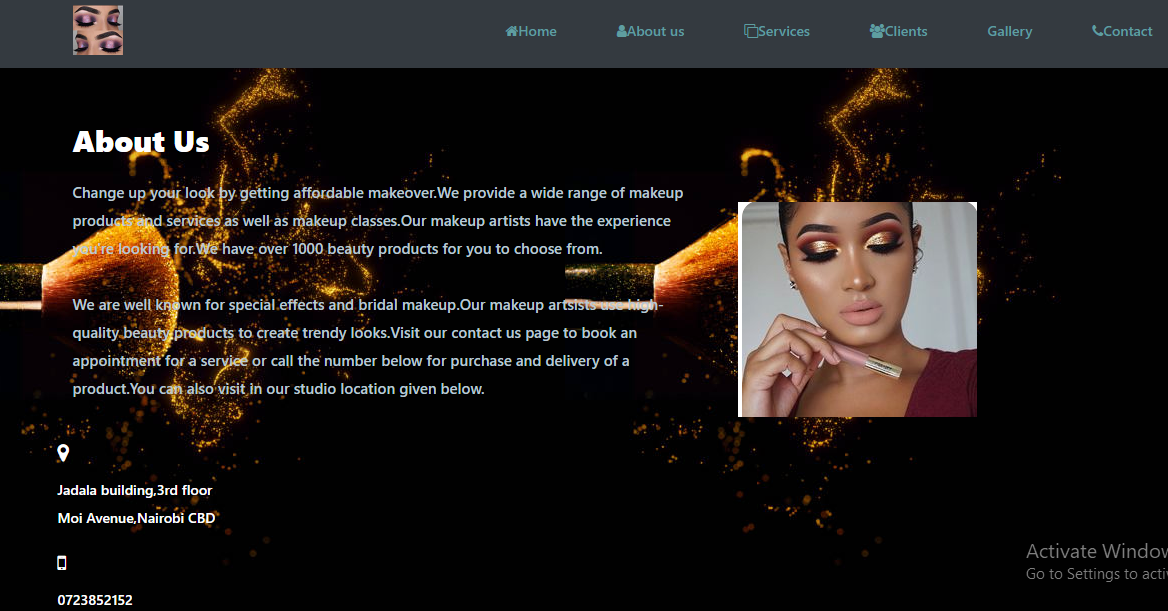 Home About us Services Clients Gallery Contact
About Us
Change up your look by getting affordable makeover.We provide a wide range of makeup
products and services as well as makeup classes.Our makeup artists have the experience
you're looking for.We have over 1000 beauty products for you to choose from.
We are well known for special effects and bridal makeup.Our makeup artsists use high-
quality beauty products to create trendy looks.Visit our contact us page to book an
appointment for a service or call the number below for purchase and delivery of a
product.You can also visit in our studio location given below.
Jadala building,3rd floor
Moi Avenue,Nairobi CBD
0723852152
Activate Window
Go to Settings to acti